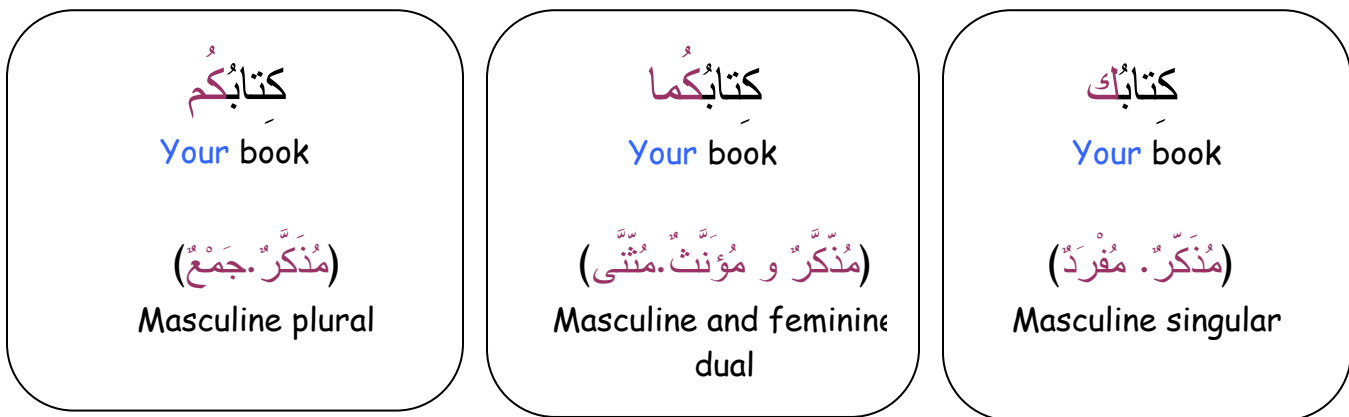 كِتابُك
Your book
(مُذَكّرٌ. مُفْرَدٌ)
Masculine singular
كِتابُكُما
Your book
(مُذّكَّرٌ و مُؤَنَّثٌ.مُثّنَّى)
Masculine and feminine
dual
كِتابُكُم
Your book
(مُذَكَّرٌ.جَمْعٌ)
Masculine plural